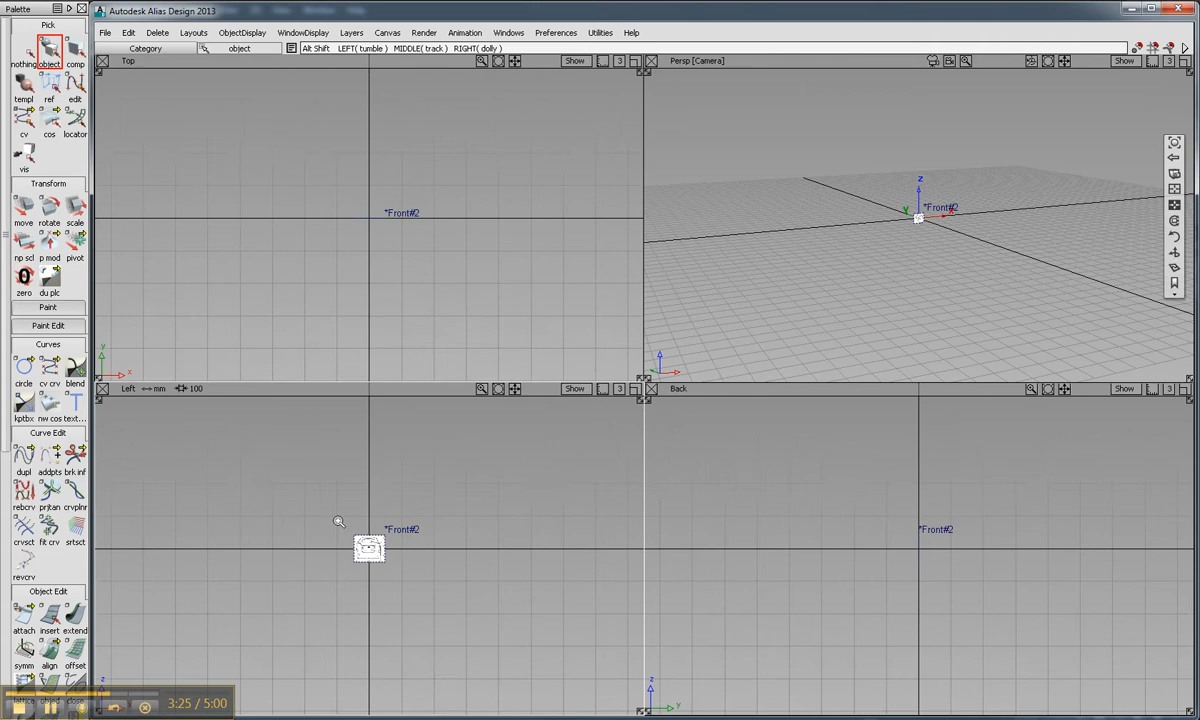 Palette
Autodesk Alias Design 2013
File Edit Delete Layouts ObjectDisplay WindowDisplay Layers Canvas Render Animation Windows Preferences Utilities Help
Category object Alt Shift LEFT( tumble ) MIDDLE( track ) RIGHT( dolly )
Pick
nothing object comp
templ ref edit
cv cos locator
vis
Transform
move rotate scale
np scl p mod pivot
zero du plc
0
Paint
Paint Edit
Curves
circle cv crv blend
kptbx nw cos text...
Curve Edit
dupl addpts brk inf
rebcrv prjtan crvplnr
crvsct fit crv srtsct
revcrv
Object Edit
attach insert extend
symm align offset
Top Show 3
*Front#2
y
x
Persp [Camera] Show 3
z
*Front#2
Y
x
Left mm 100 Show 3
*Front#2
z
Back Show 3
*Front#2
z
y
3:25 / 5:00